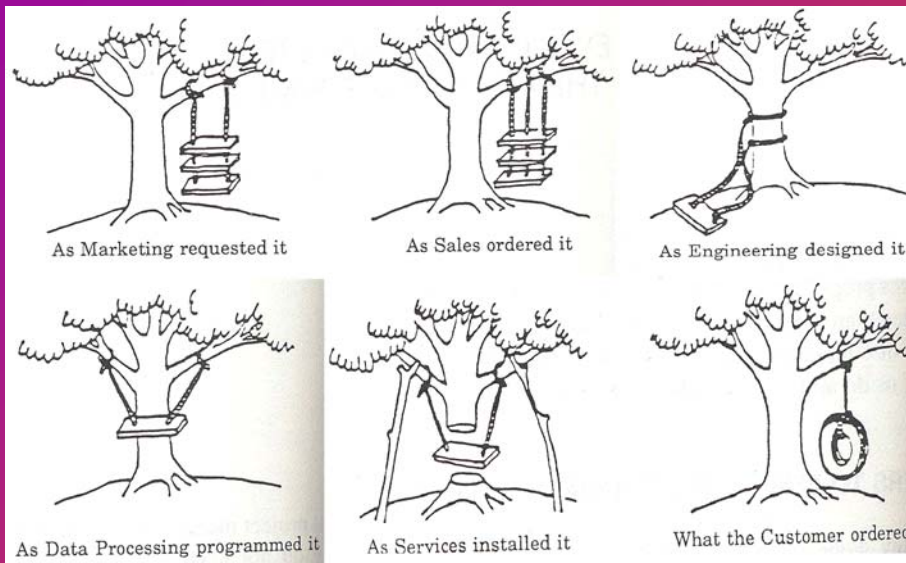 As Marketing requested it
As Sales ordered it
As Engineering designed it
As Data Processing programmed it
As Services installed it
What the Customer ordered